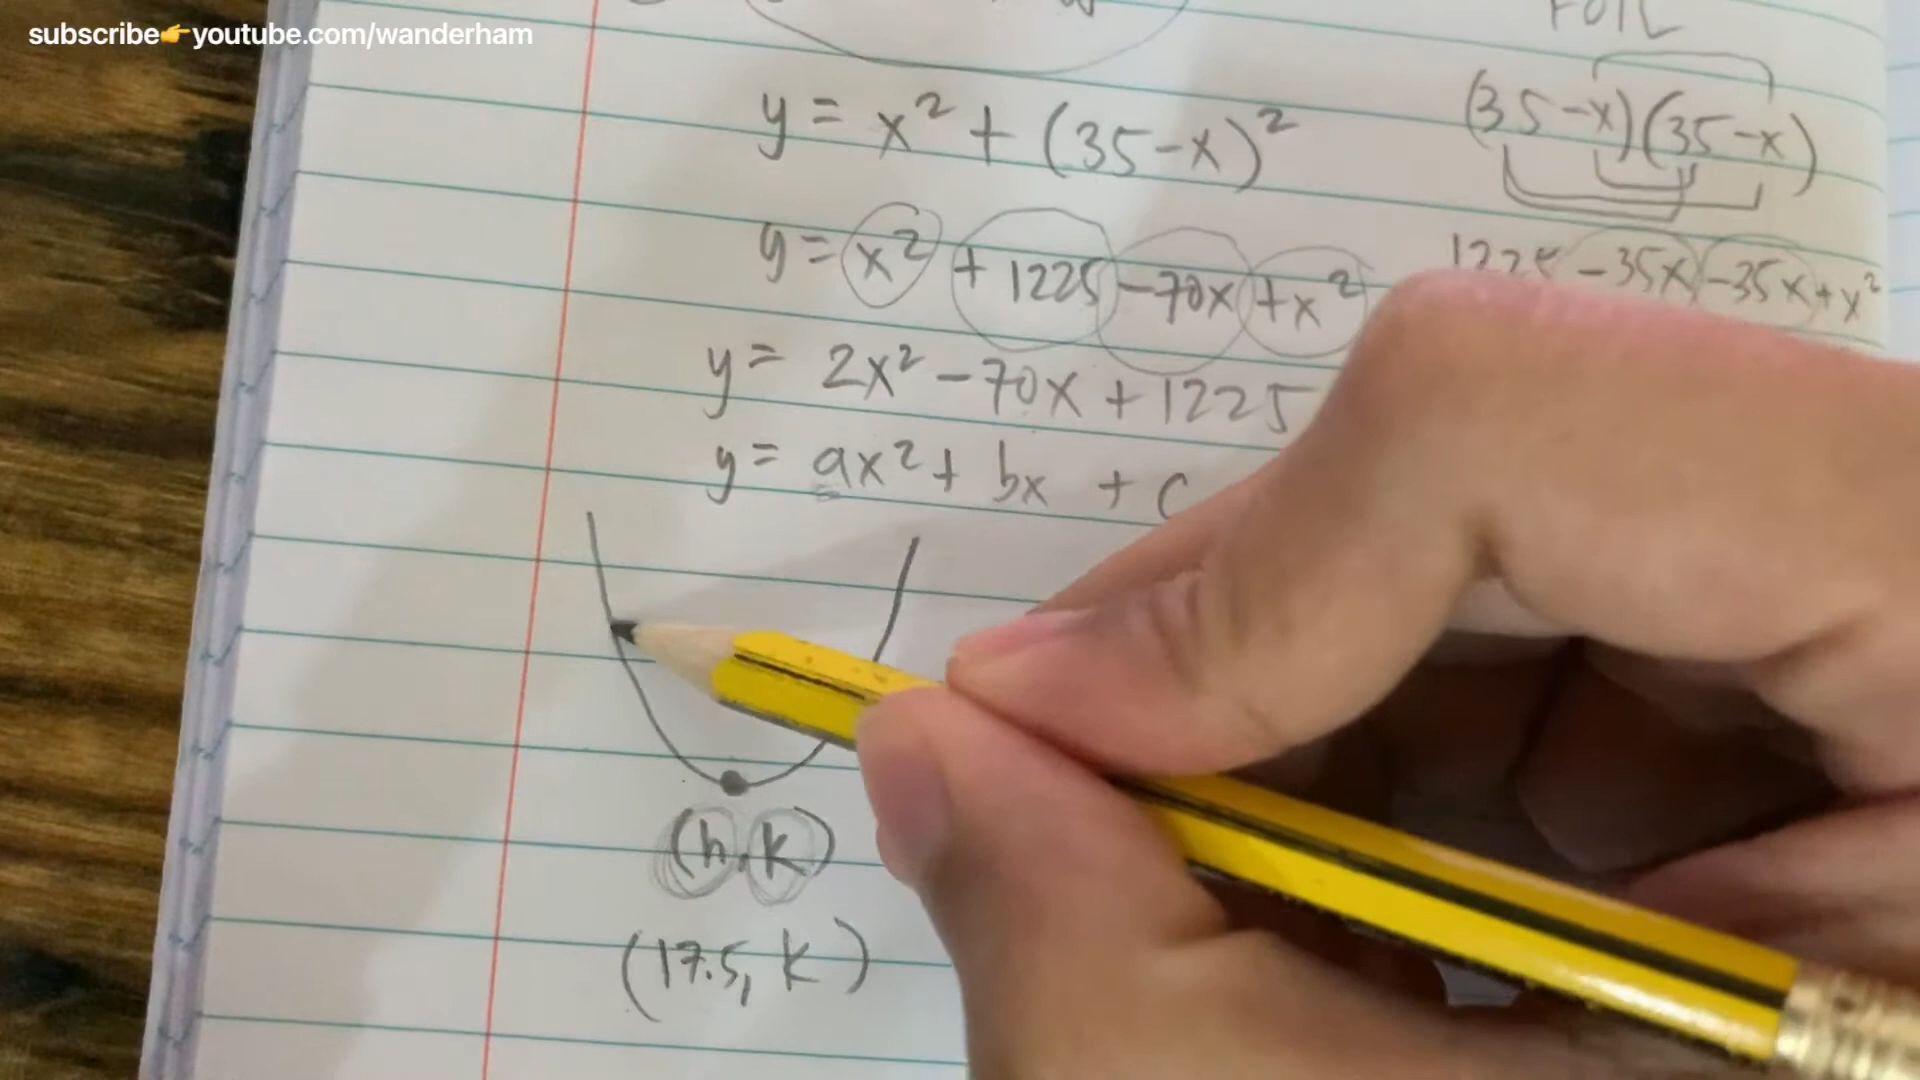 subscribe👉youtube.com/wanderham
FOIL
y = x² + (35-x)²
(35-x)(35-x)
y = x² + 1225 -70x +x²
1225 -35x -35x +x²
y = 2x² -70x +1225
y = ax² + bx + c
(h, k)
(17.5, k)